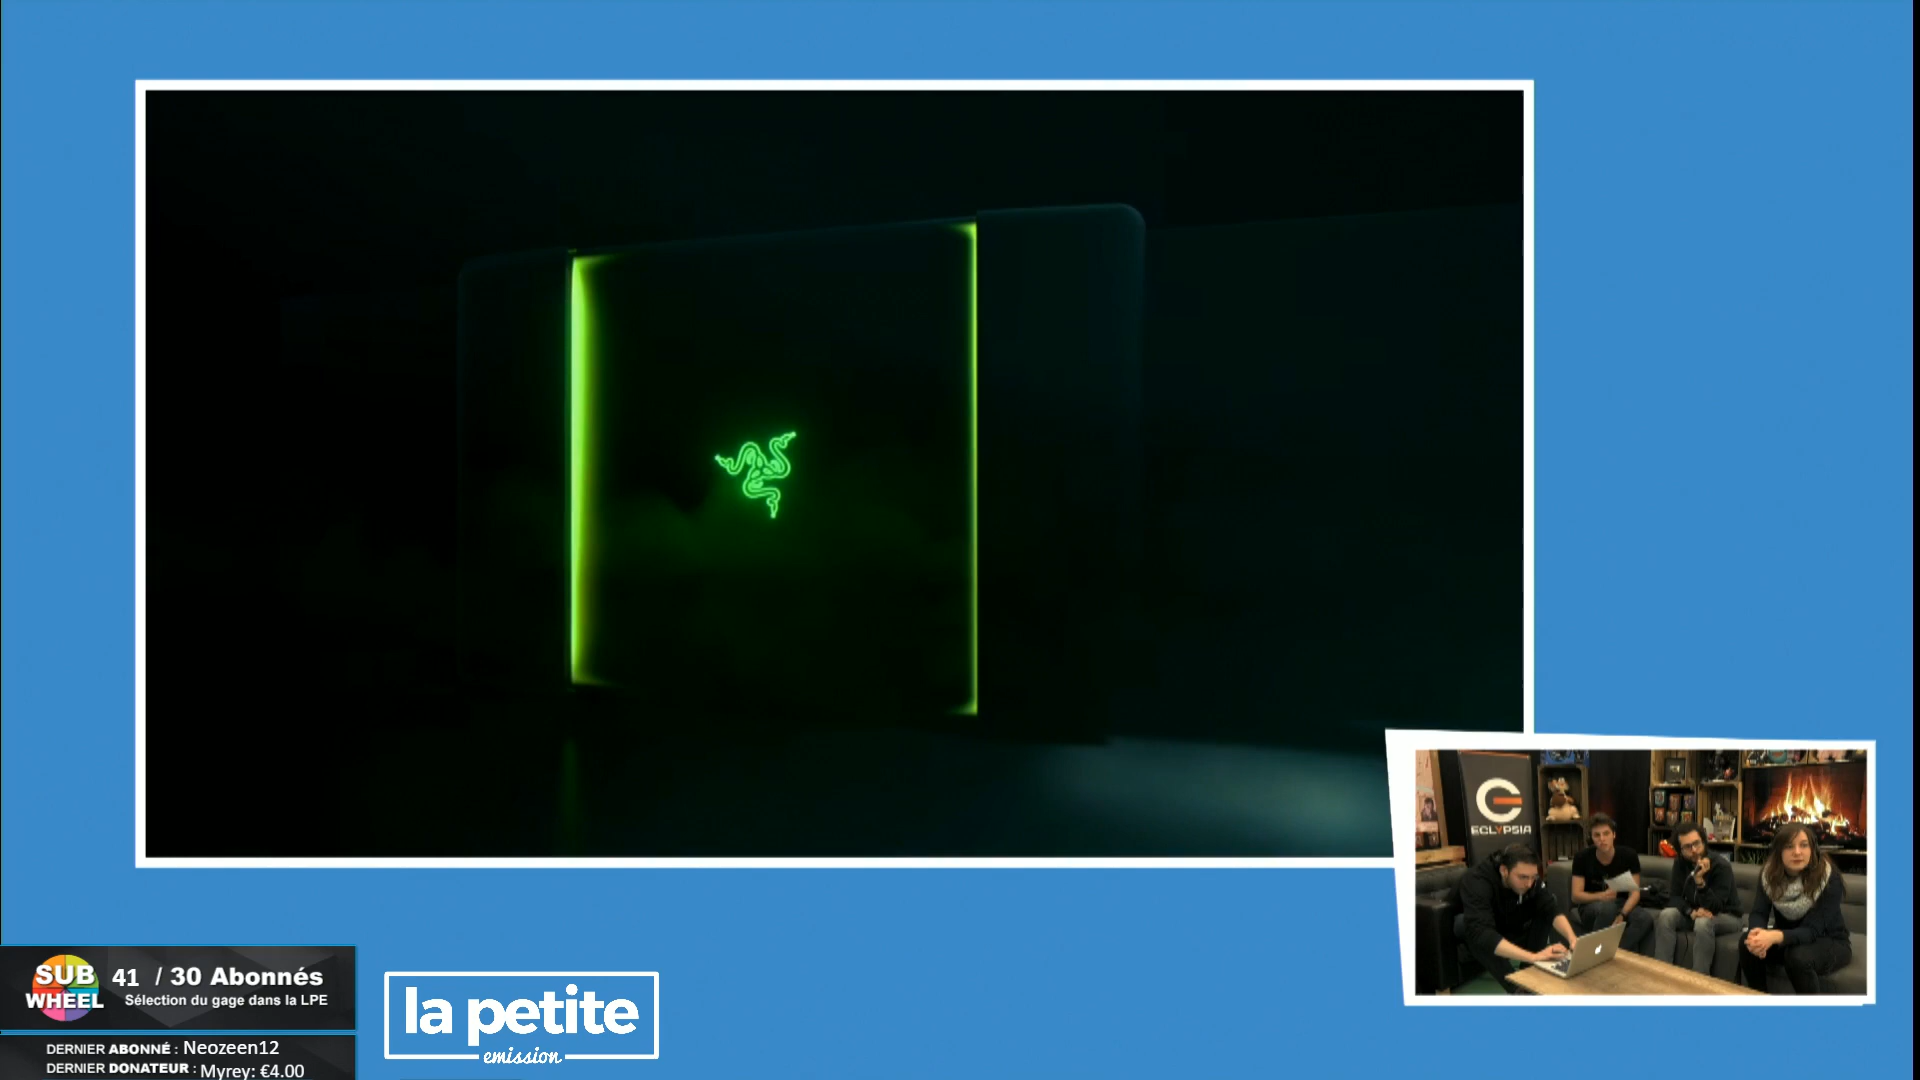 ECLYPSIA
SUB WHEEL
41 / 30 Abonnés
Sélection du gage dans la LPE
DERNIER ABONNÉ : Neozeen12
DERNIER DONATEUR : Myrey: €4.00
la petite
emission